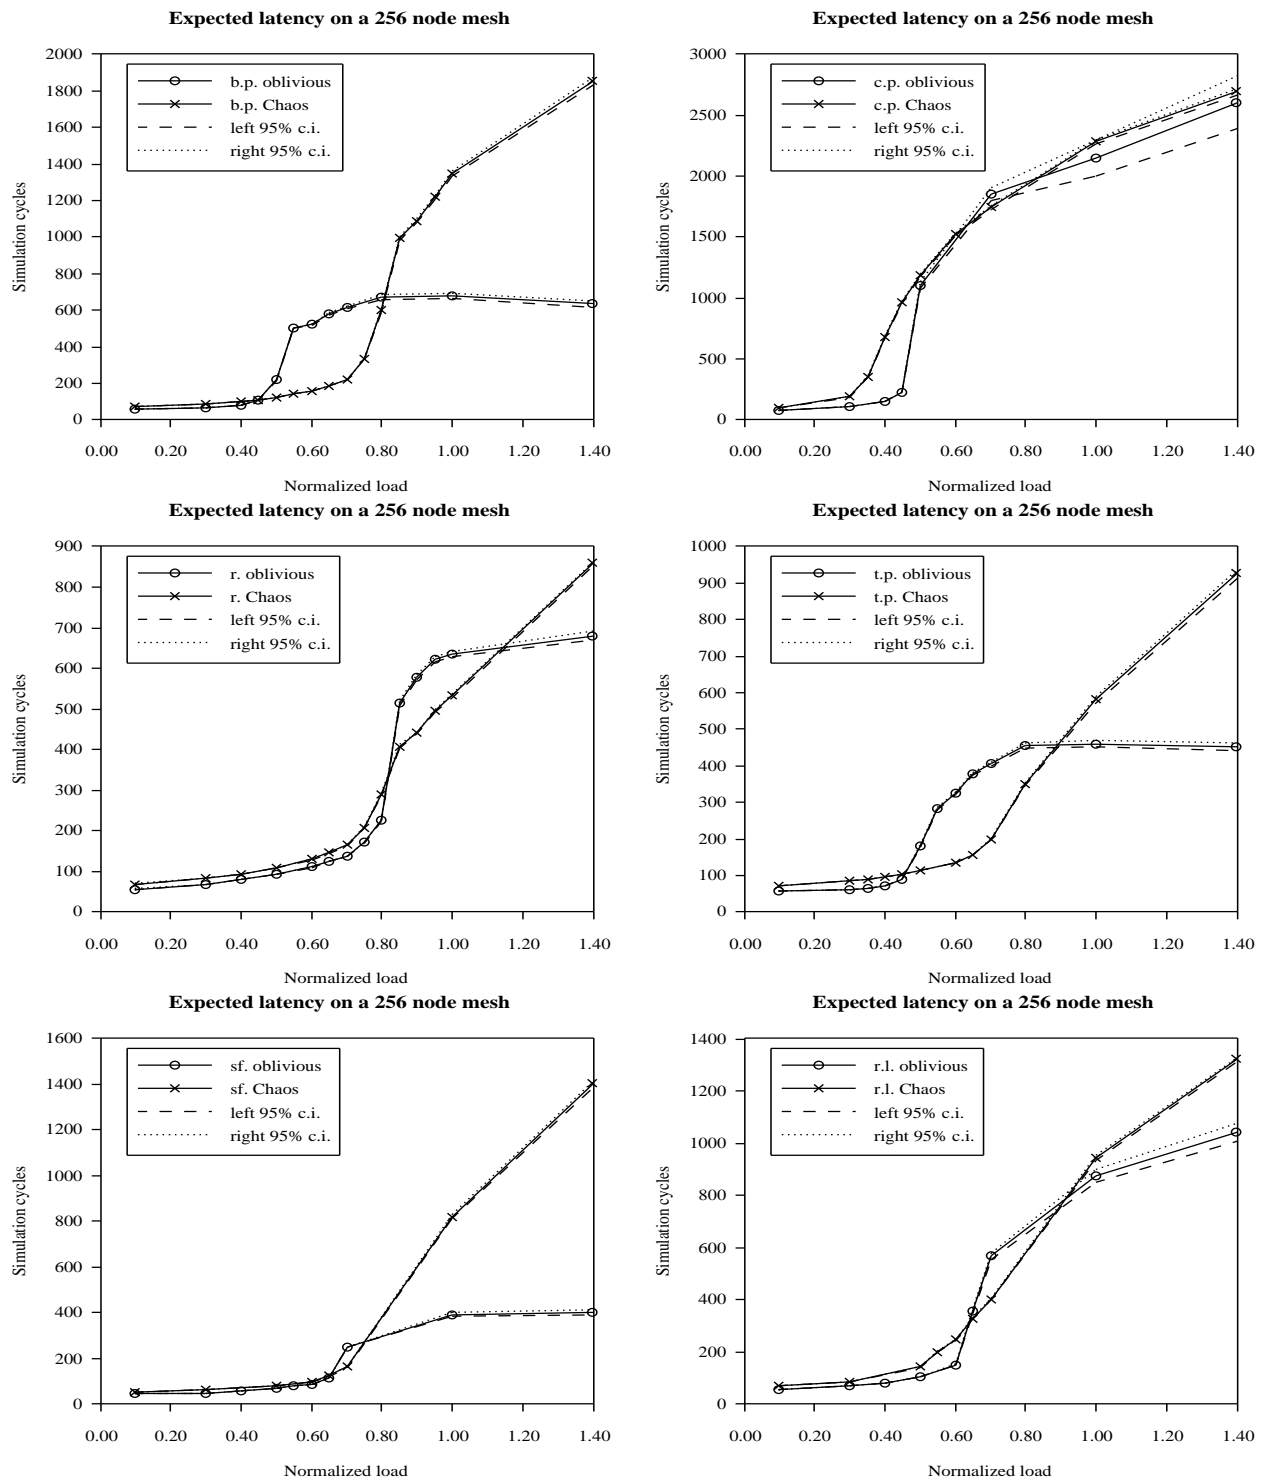 Expected latency on a 256 node mesh
2000
1800
1600
1400
1200
1000
800
600
400
200
0
Simulation cycles
b.p. oblivious
b.p. Chaos
left 95% c.i.
right 95% c.i.
0.00 0.20 0.40 0.60 0.80 1.00 1.20 1.40
Normalized load
Expected latency on a 256 node mesh
3000
2500
2000
1500
1000
500
0
Simulation cycles
c.p. oblivious
c.p. Chaos
left 95% c.i.
right 95% c.i.
0.00 0.20 0.40 0.60 0.80 1.00 1.20 1.40
Normalized load
Expected latency on a 256 node mesh
900
800
700
600
500
400
300
200
100
0
Simulation cycles
r. oblivious
r. Chaos
left 95% c.i.
right 95% c.i.
0.00 0.20 0.40 0.60 0.80 1.00 1.20 1.40
Normalized load
Expected latency on a 256 node mesh
1000
900
800
700
600
500
400
300
200
100
0
Simulation cycles
t.p. oblivious
t.p. Chaos
left 95% c.i.
right 95% c.i.
0.00 0.20 0.40 0.60 0.80 1.00 1.20 1.40
Normalized load
Expected latency on a 256 node mesh
1600
1400
1200
1000
800
600
400
200
0
Simulation cycles
sf. oblivious
sf. Chaos
left 95% c.i.
right 95% c.i.
0.00 0.20 0.40 0.60 0.80 1.00 1.20 1.40
Normalized load
Expected latency on a 256 node mesh
1400
1200
1000
800
600
400
200
0
Simulation cycles
r.l. oblivious
r.l. Chaos
left 95% c.i.
right 95% c.i.
0.00 0.20 0.40 0.60 0.80 1.00 1.20 1.40
Normalized load